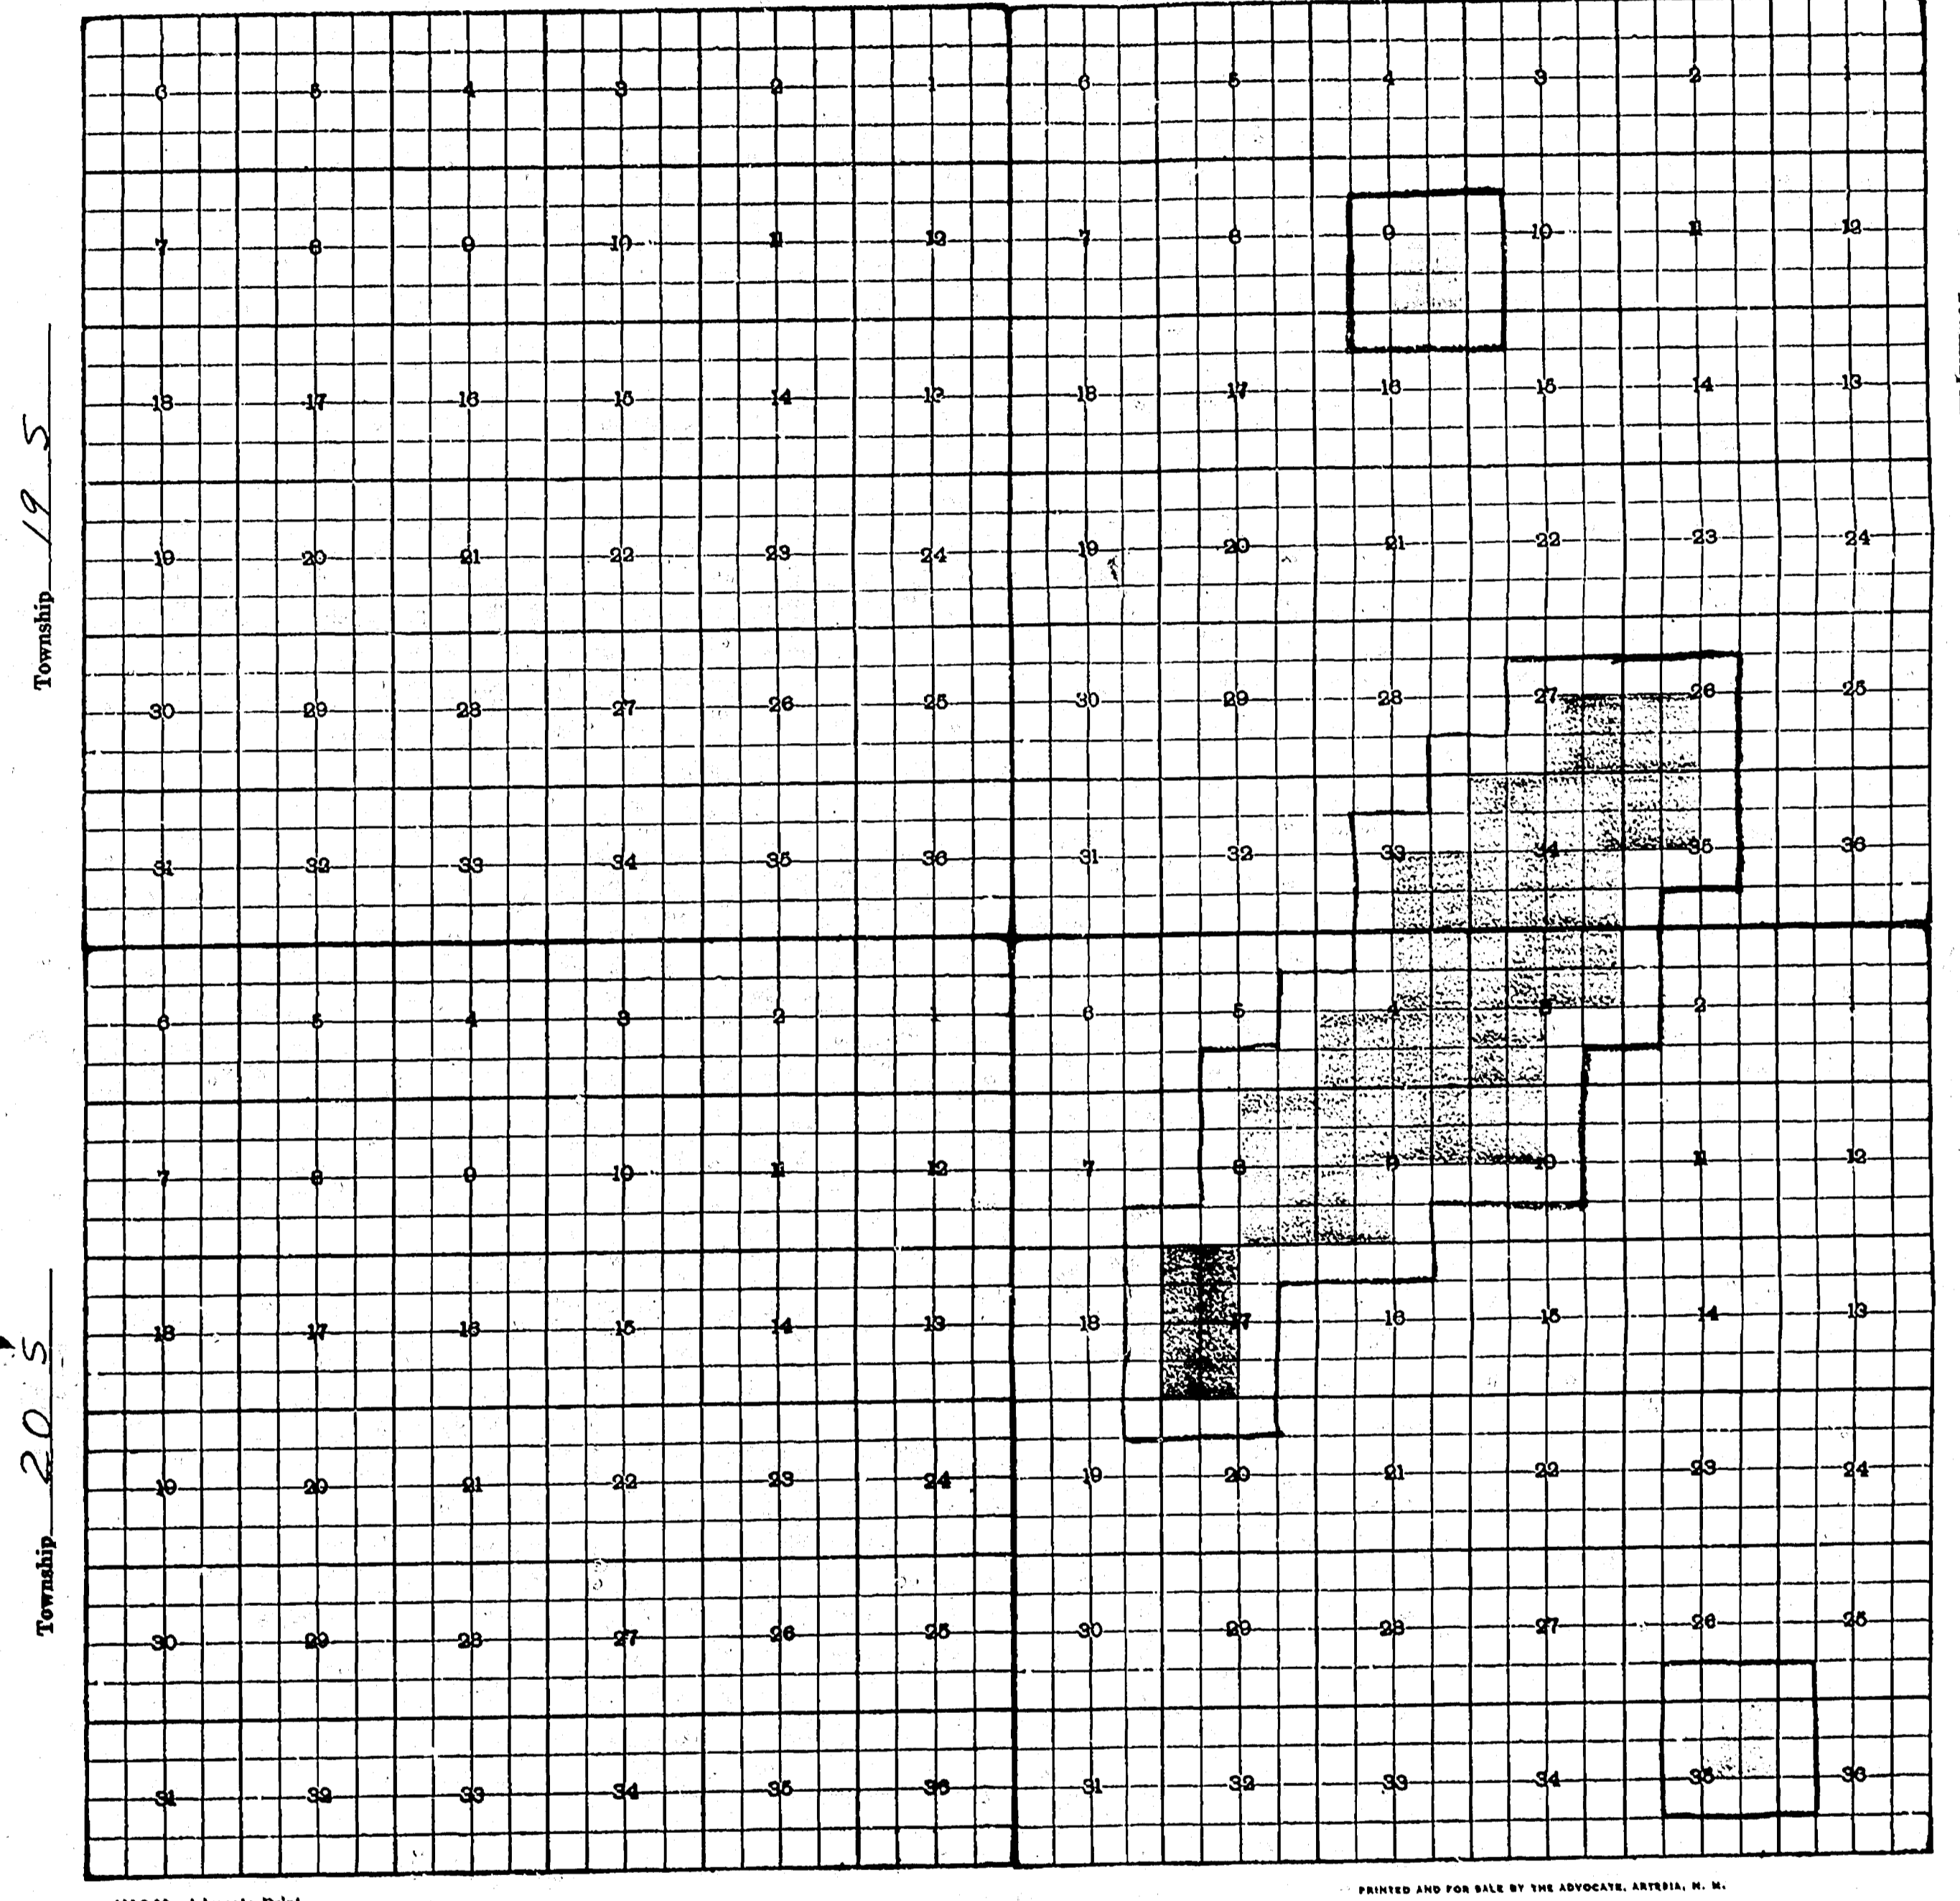 6 5 4 3 2 1 6 5 4 3 2 1
7 8 9 10 11 12 7 8 9 10 11 12
18 17 16 15 14 13 18 17 16 15 14 13
Township 19 S
19 20 21 22 23 24 19 20 21 22 23 24
30 29 28 27 26 25 30 29 28 27 26 25
31 32 33 34 35 36 31 32 33 34 35 36
6 5 4 3 2 1 6 5 4 3 2 1
7 8 9 10 11 12 7 8 9 10 11 12
18 17 16 15 14 13 18 17 16 15 14 13
Township 20 S
19 20 21 22 23 24 19 20 21 22 23 24
30 29 28 27 26 25 30 29 28 27 26 25
31 32 33 34 35 36 31 32 33 34 35 36
PRINTED AND FOR SALE BY THE ADVOCATE, ARTESIA, N. M.